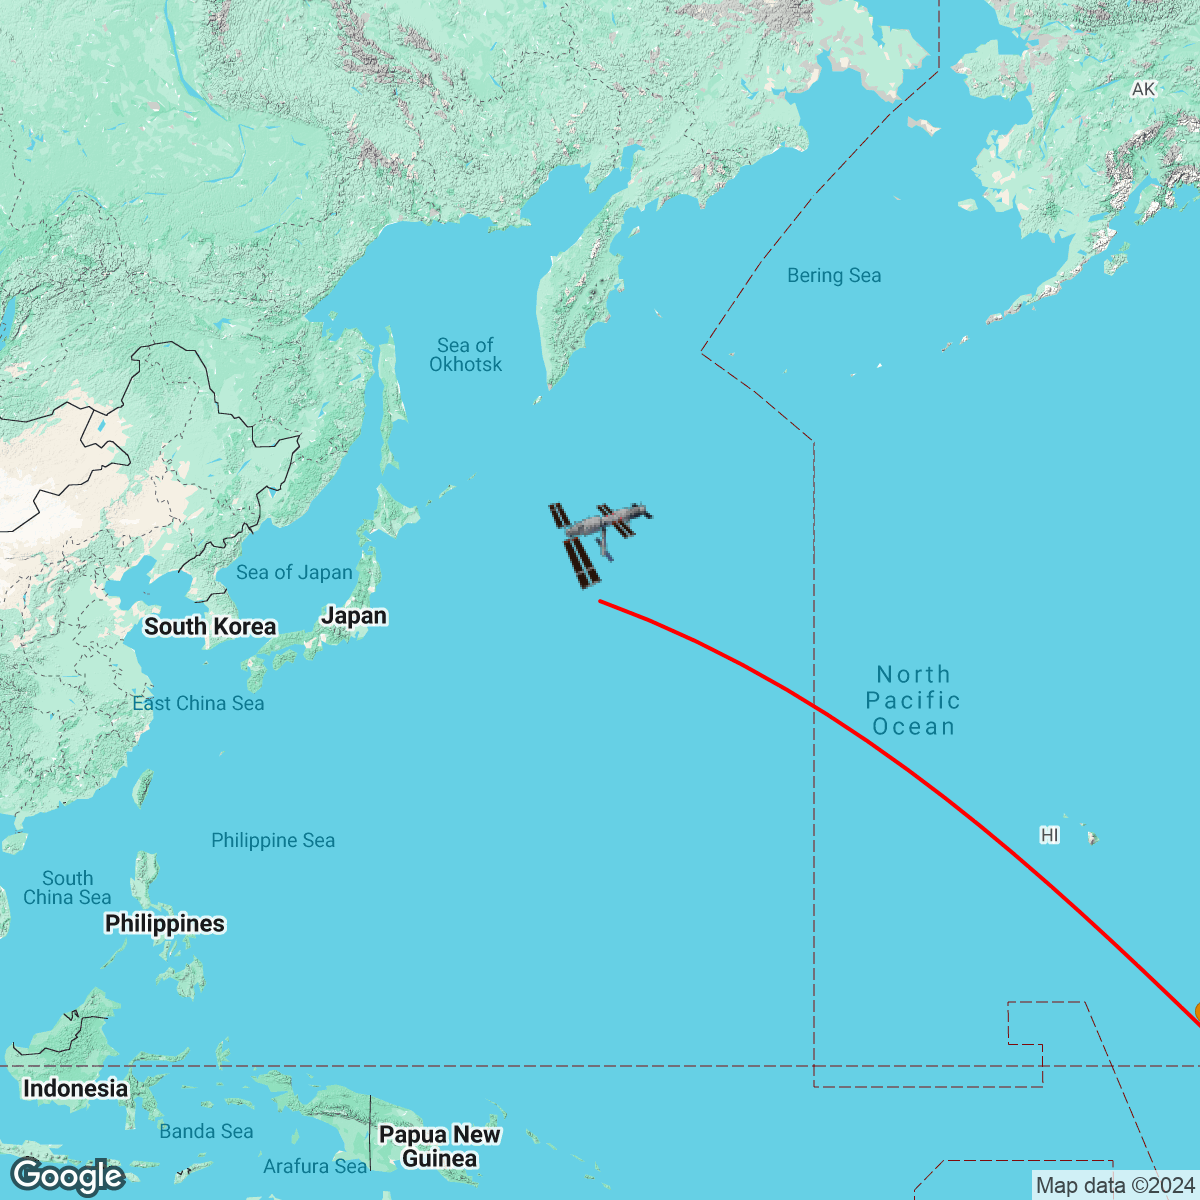 AK
Bering Sea
Sea of
Okhotsk
Sea of Japan
Japan
South Korea
North
Pacific
Ocean
East China Sea
HI
Philippine Sea
South
China Sea
Philippines
Indonesia
Banda Sea
Papua New
Guinea
Arafura Sea
Google
Map data ©2024